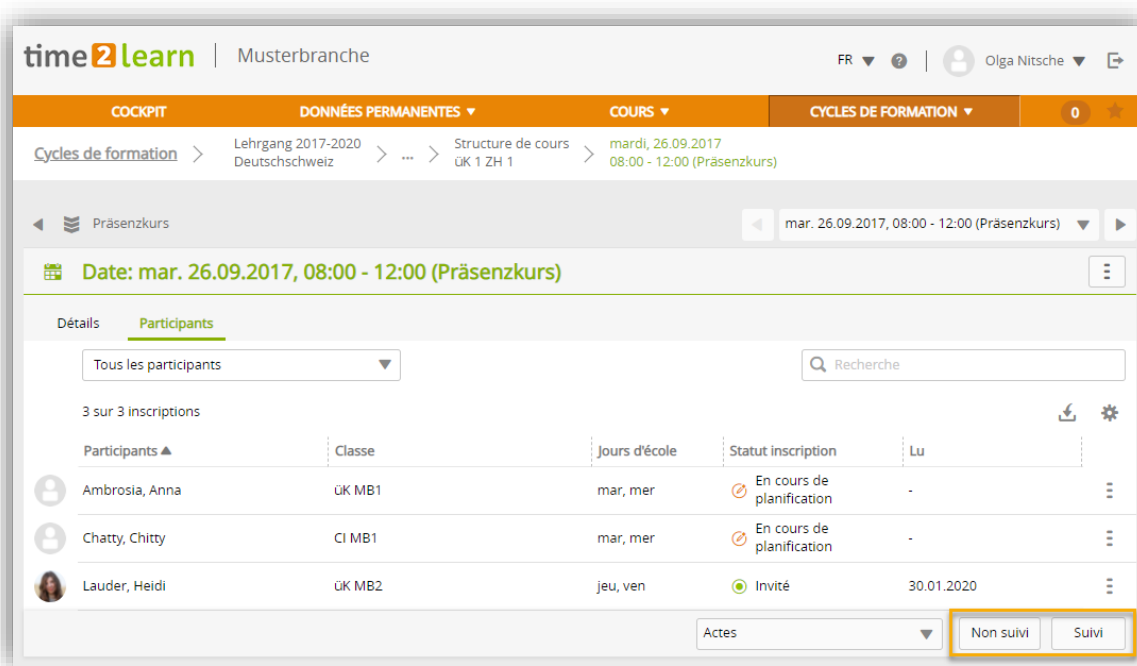 time2learn | Musterbranche FR Olga Nitsche
COCKPIT DONNÉES PERMANENTES COURS CYCLES DE FORMATION 0
Cycles de formation > Lehrgang 2017-2020 > ... > Structure de cours > mardi, 26.09.2017
Deutschschweiz üK 1 ZH 1 08:00 - 12:00 (Präsenzkurs)
Präsenzkurs mar. 26.09.2017, 08:00 - 12:00 (Präsenzkurs)
Date: mar. 26.09.2017, 08:00 - 12:00 (Präsenzkurs)
Détails Participants
Tous les participants Recherche
3 sur 3 inscriptions
Participants Classe Jours d'école Statut inscription Lu
Ambrosia, Anna üK MB1 mar, mer En cours de planification -
Chatty, Chitty CI MB1 mar, mer En cours de planification -
Lauder, Heidi üK MB2 jeu, ven Invité 30.01.2020
Actes Non suivi Suivi